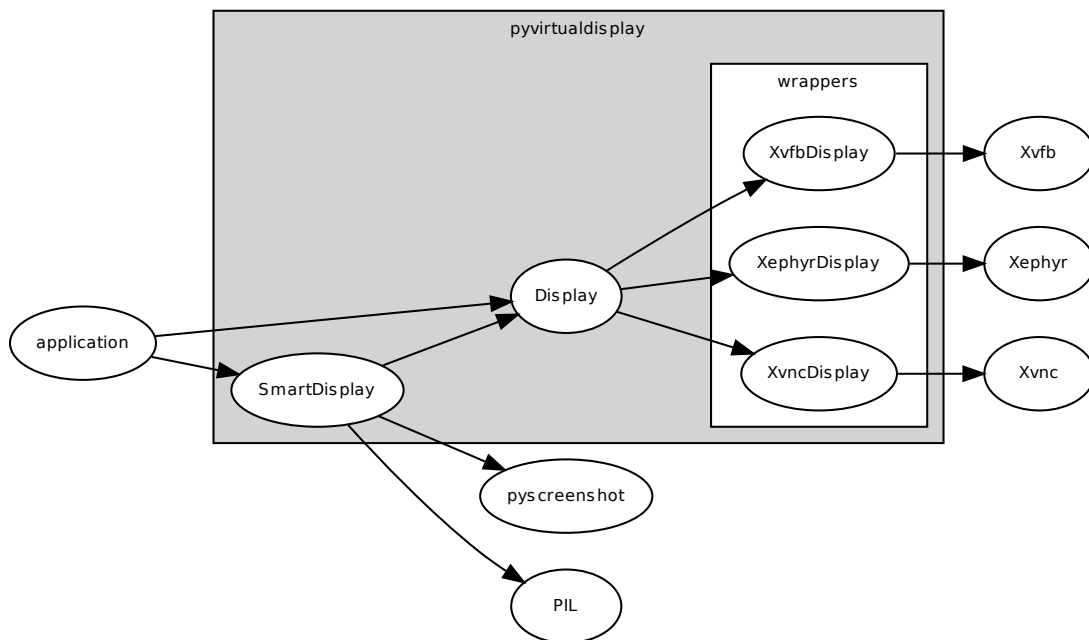 pyvirtualdisplay
wrappers
XvfbDisplay
Xvfb
XephyrDisplay
Xephyr
Display
application
SmartDisplay
XvncDisplay
Xvnc
pyscreenshot
PIL